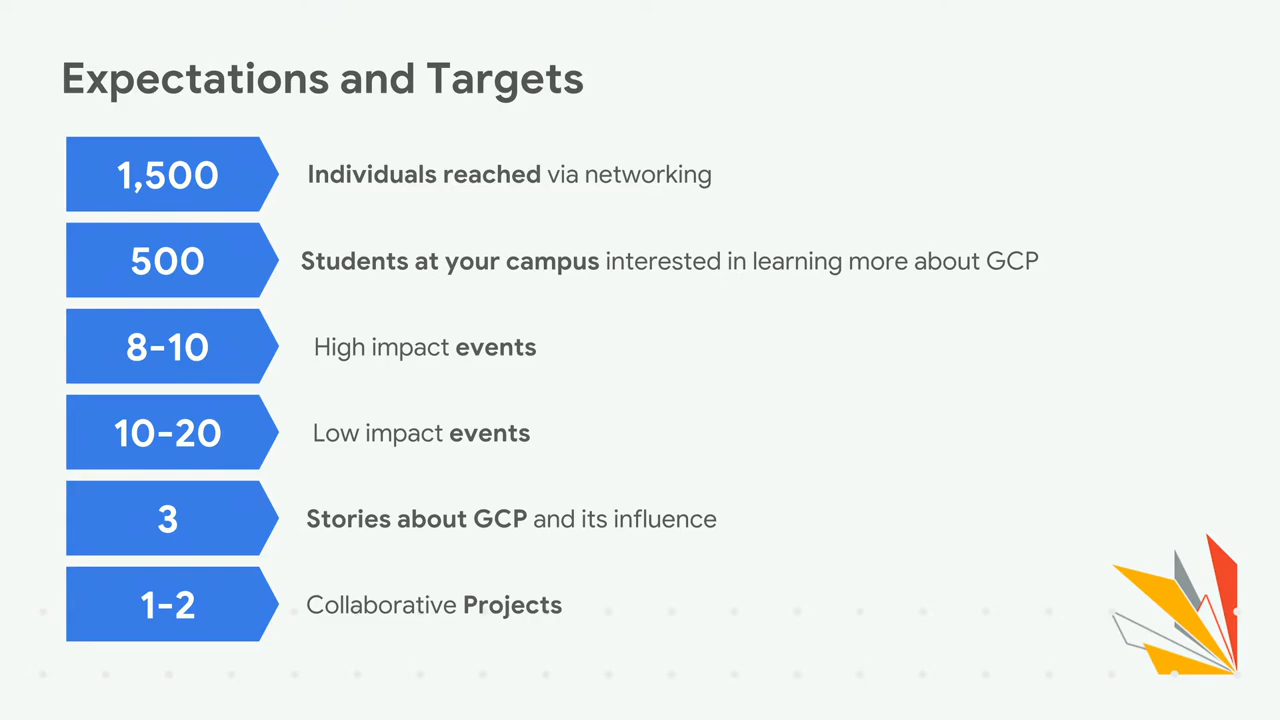 Expectations and Targets
1,500 Individuals reached via networking
500 Students at your campus interested in learning more about GCP
8-10 High impact events
10-20 Low impact events
3 Stories about GCP and its influence
1-2 Collaborative Projects